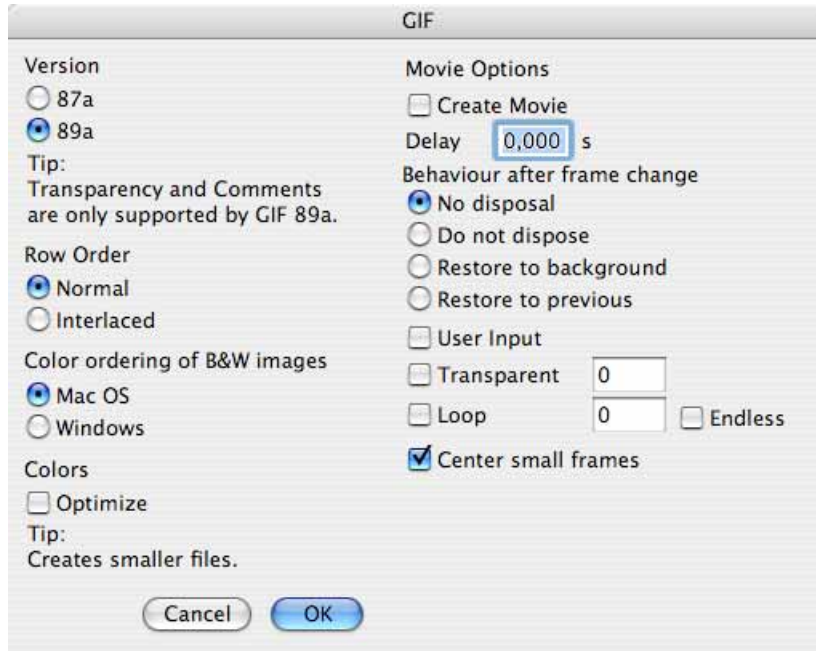 GIF
Version
87a
89a
Tip:
Transparency and Comments
are only supported by GIF 89a.
Row Order
Normal
Interlaced
Color ordering of B&W images
Mac OS
Windows
Colors
Optimize
Tip:
Creates smaller files.
Cancel OK
Movie Options
Create Movie
Delay 0,000 s
Behaviour after frame change
No disposal
Do not dispose
Restore to background
Restore to previous
User Input
Transparent 0
Loop 0 Endless
Center small frames